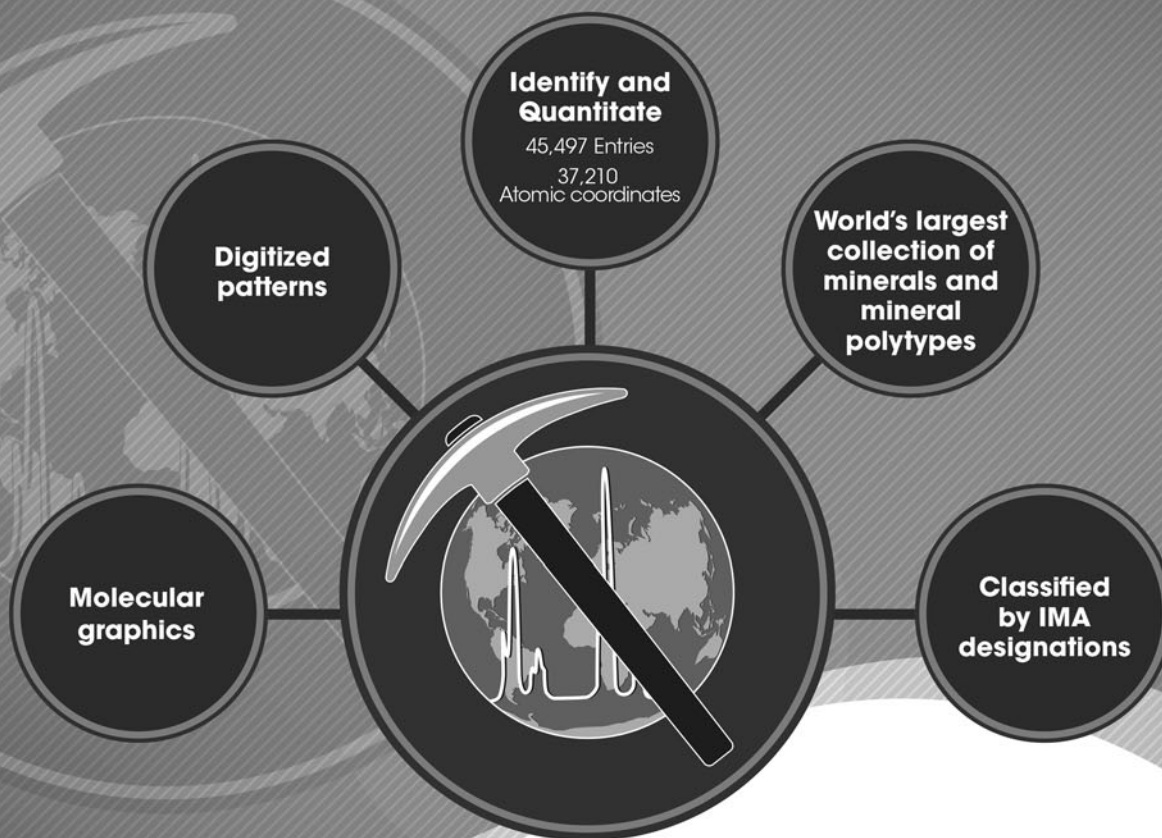 Identify and
Quantitate
45,497 Entries
37,210
Atomic coordinates
Digitized
patterns
World's largest
collection of
minerals and
mineral
polytypes
Molecular
graphics
Classified
by IMA
designations